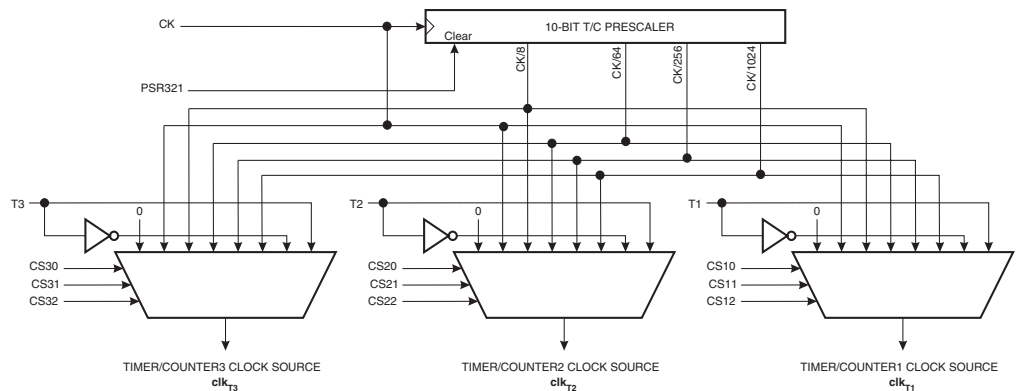 CK
10-BIT T/C PRESCALER
Clear
CK/8
CK/64
CK/256
CK/1024
PSR321
T3
0
T2
0
T1
0
CS30
CS31
CS32
CS20
CS21
CS22
CS10
CS11
CS12
TIMER/COUNTER3 CLOCK SOURCE
clkT3
TIMER/COUNTER2 CLOCK SOURCE
clkT2
TIMER/COUNTER1 CLOCK SOURCE
clkT1